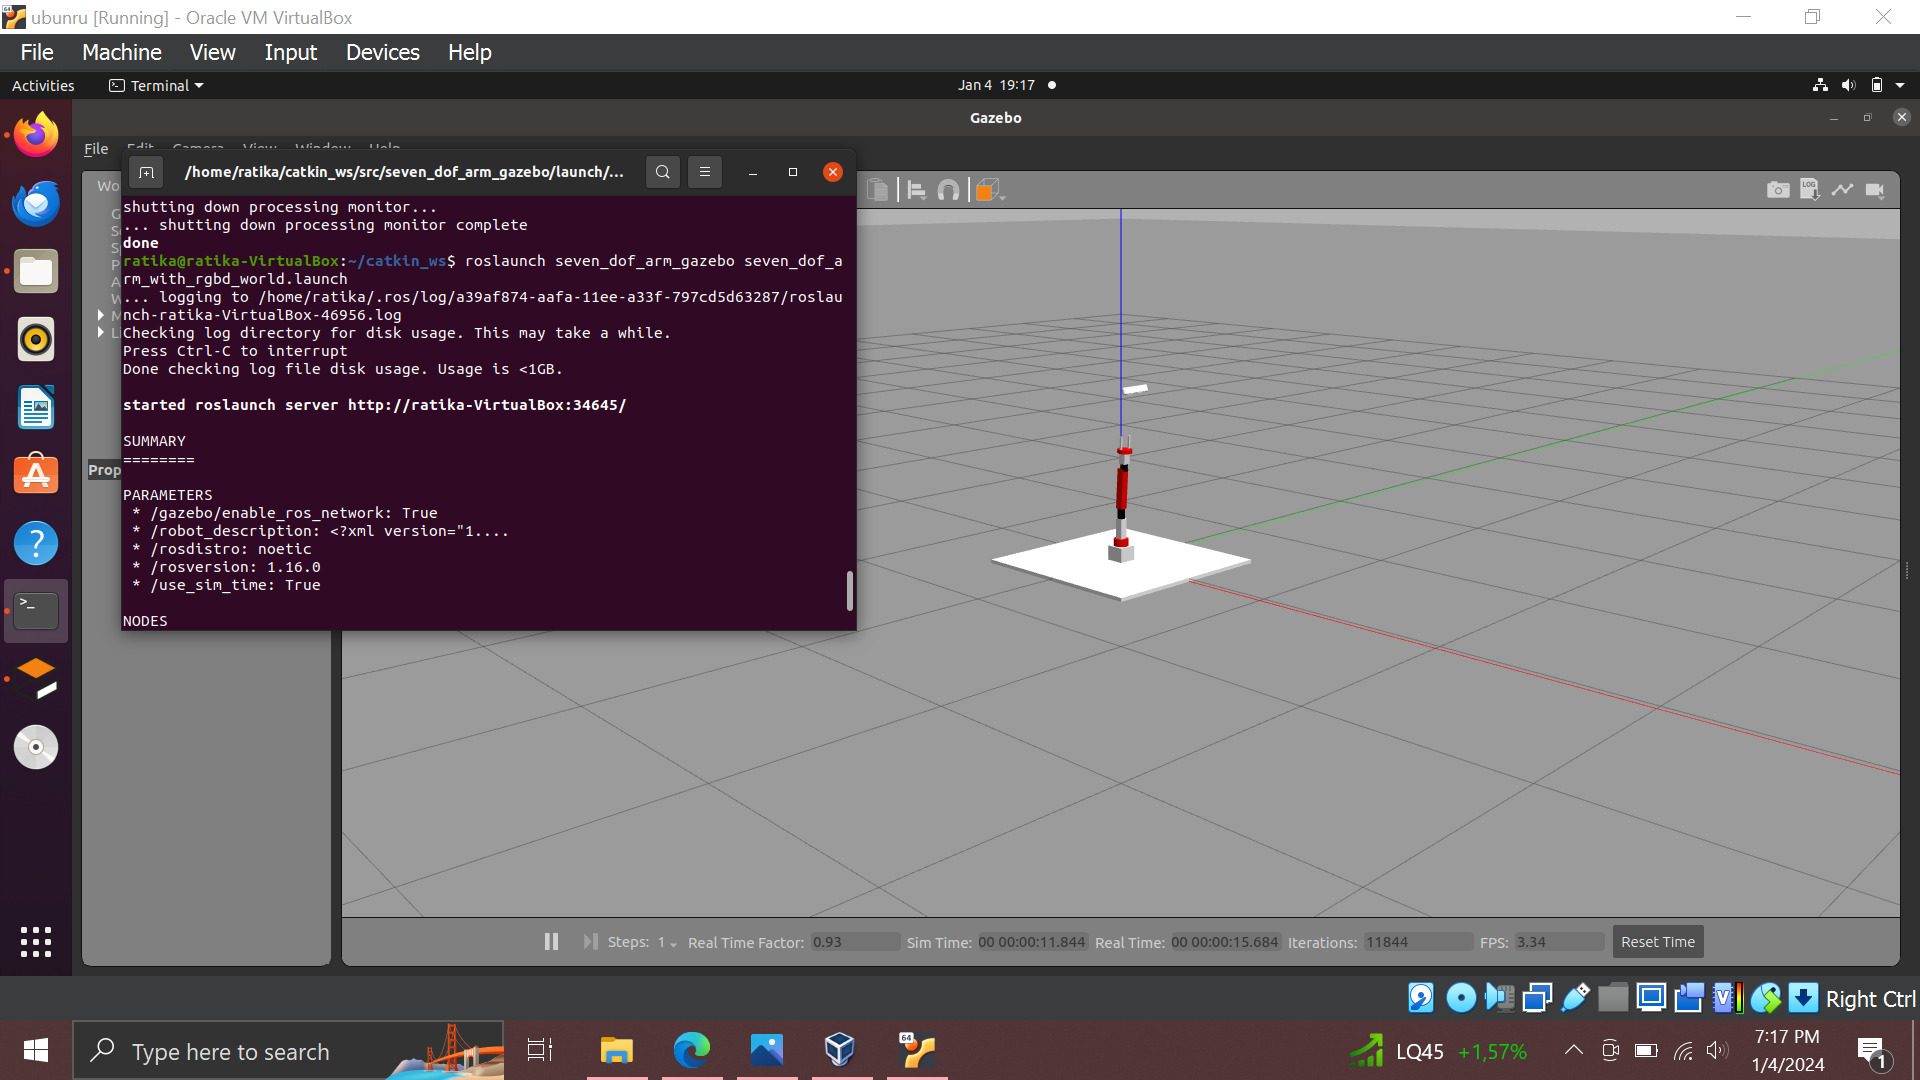 ubunru [Running] - Oracle VM VirtualBox
File Machine View Input Devices Help
Activities Terminal Jan 4 19:17
Gazebo
File Edit Camera View Window Help
/home/ratika/catkin_ws/src/seven_dof_arm_gazebo/launch/...
shutting down processing monitor...
... shutting down processing monitor complete
done
ratika@ratika-VirtualBox:~/catkin_ws$ roslaunch seven_dof_arm_gazebo seven_dof_a
rm_with_rgbd_world.launch
... logging to /home/ratika/.ros/log/a39af874-aafa-11ee-a33f-797cd5d63287/roslau
nch-ratika-VirtualBox-46956.log
Checking log directory for disk usage. This may take a while.
Press Ctrl-C to interrupt
Done checking log file disk usage. Usage is <1GB.
started roslaunch server http://ratika-VirtualBox:34645/
SUMMARY
========
PARAMETERS
* /gazebo/enable_ros_network: True
* /robot_description: <?xml version="1....
* /rosdistro: noetic
* /rosversion: 1.16.0
* /use_sim_time: True
NODES
Prop
LOG
Steps: 1 Real Time Factor: 0.93 Sim Time: 00 00:00:11.844 Real Time: 00 00:00:15.684 Iterations: 11844 FPS: 3.34 Reset Time
Right Ctrl
Type here to search
64
LQ45 +1,57%
7:17 PM
1/4/2024
1